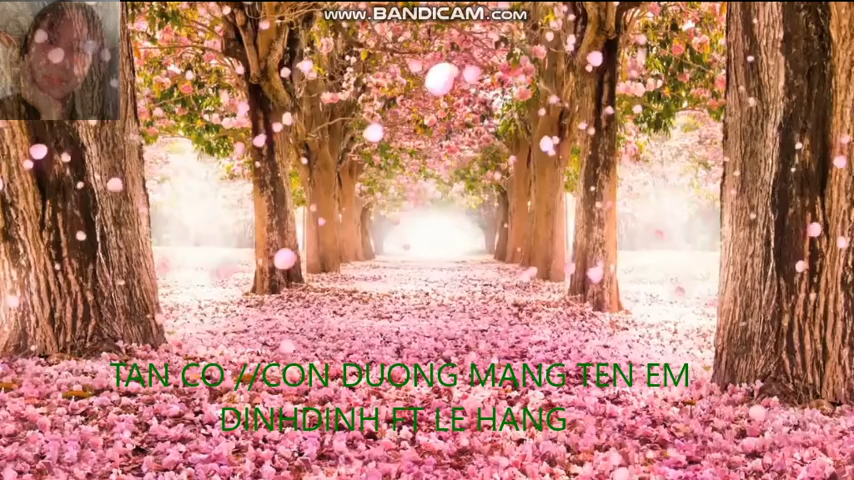 www.BANDICAM.com
TAN CO //CON DUONG MANG TEN EM
DINHDINH FT LE HANG